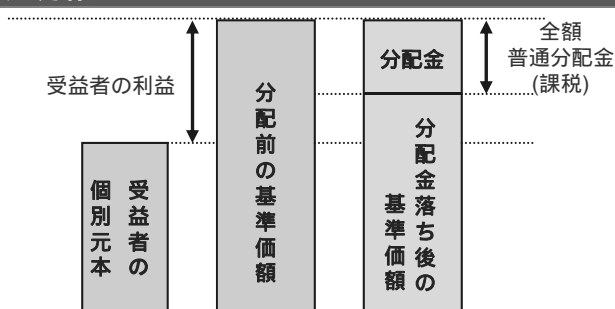 受益者の利益
受益者の
個別元本
分配前の基準価額
分配金
分配金落ち後の
基準価額
全額
普通分配金
(課税)